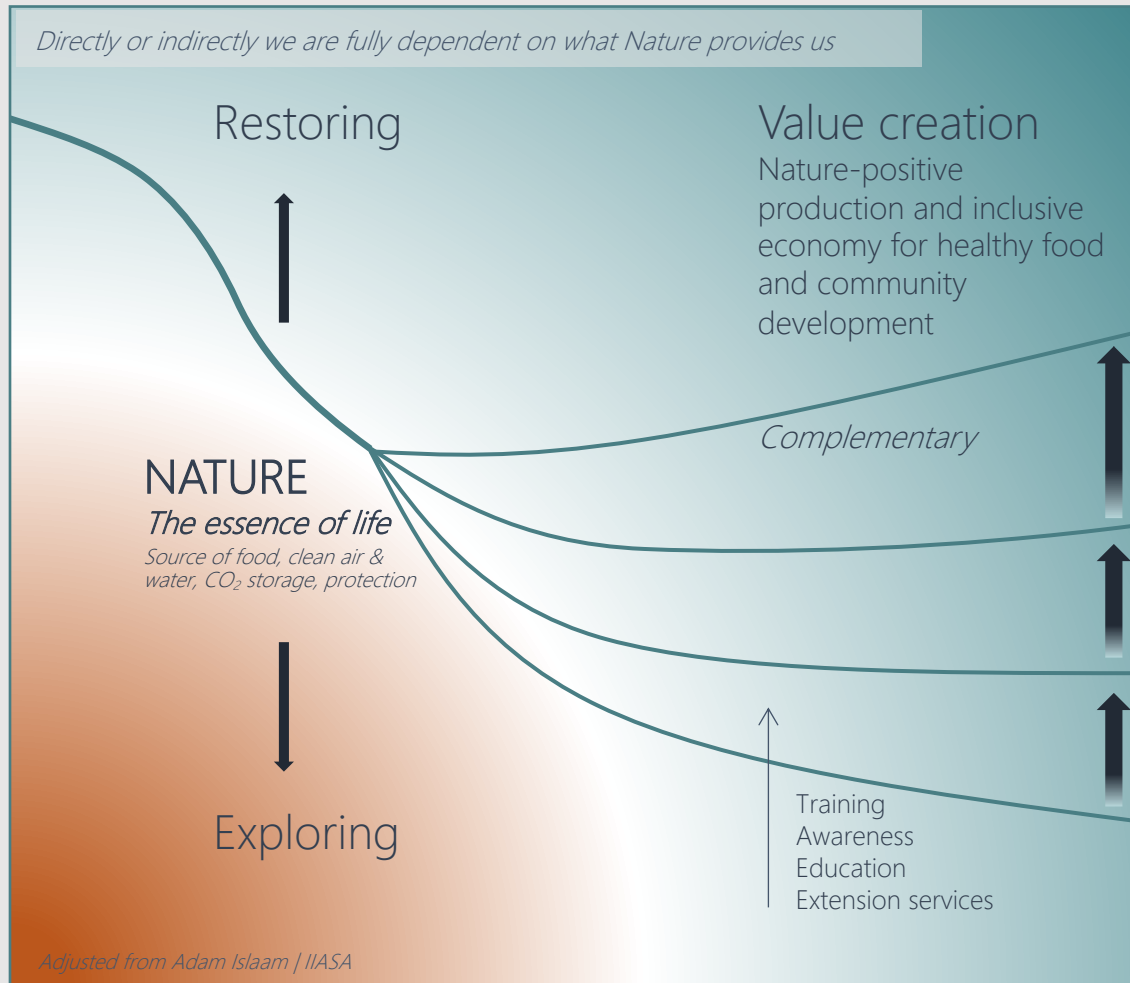 Directly or indirectly we are fully dependent on what Nature provides us
Restoring
Value creation
Nature-positive
production and inclusive
economy for healthy food
and community
development
Complementary
NATURE
The essence of life
Source of food, clean air &
water, CO₂ storage, protection
Exploring
Training
Awareness
Education
Extension services
Adjusted from Adam Islaam | IIASA